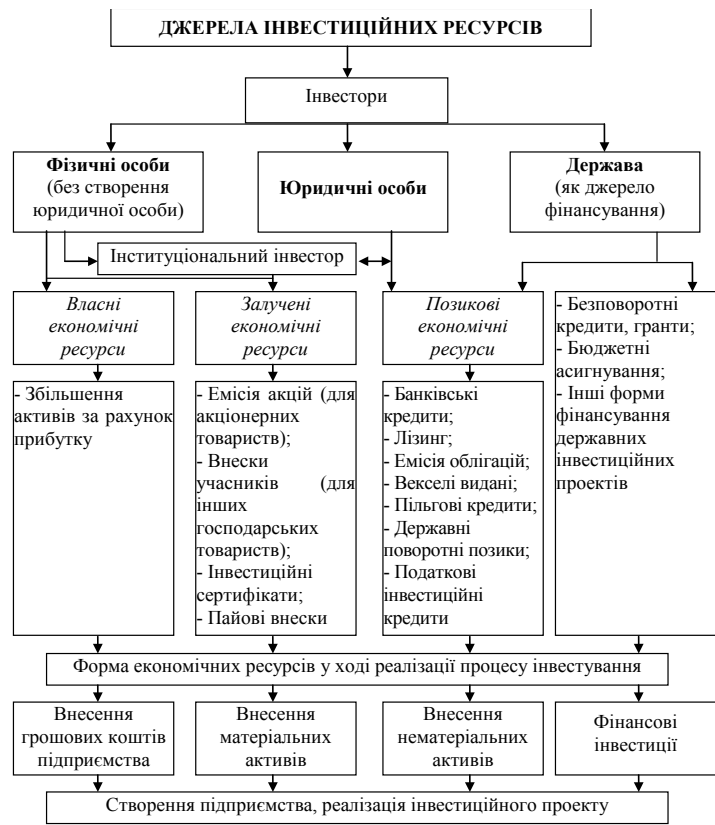 ДЖЕРЕЛА ІНВЕСТИЦІЙНИХ РЕСУРСІВ
Інвестори
Фізичні особи
(без створення
юридичної особи)
Юридичні особи
Держава
(як джерело
фінансування)
Інституціональний інвестор
Власні
економічні
ресурси
Залучені
економічні
ресурси
Позикові
економічні
ресурси
- Безповоротні
кредити, гранти;
- Бюджетні
асигнування;
- Інші форми
фінансування
державних
інвестиційних
проектів
- Збільшення
активів за рахунок
прибутку
- Емісія акцій (для
акціонерних
товариств);
- Внески
учасників (для
інших
господарських
товариств);
- Інвестиційні
сертифікати;
- Пайові внески
- Банківські
кредити;
- Лізинг;
- Емісія облігацій;
- Векселі видані;
- Пільгові кредити;
- Державні
поворотні позики;
- Податкові
інвестиційні
кредити
Форма економічних ресурсів у ході реалізації процесу інвестування
Внесення
грошових коштів
підприємства
Внесення
матеріальних
активів
Внесення
нематеріальних
активів
Фінансові
інвестиції
Створення підприємства, реалізація інвестиційного проекту